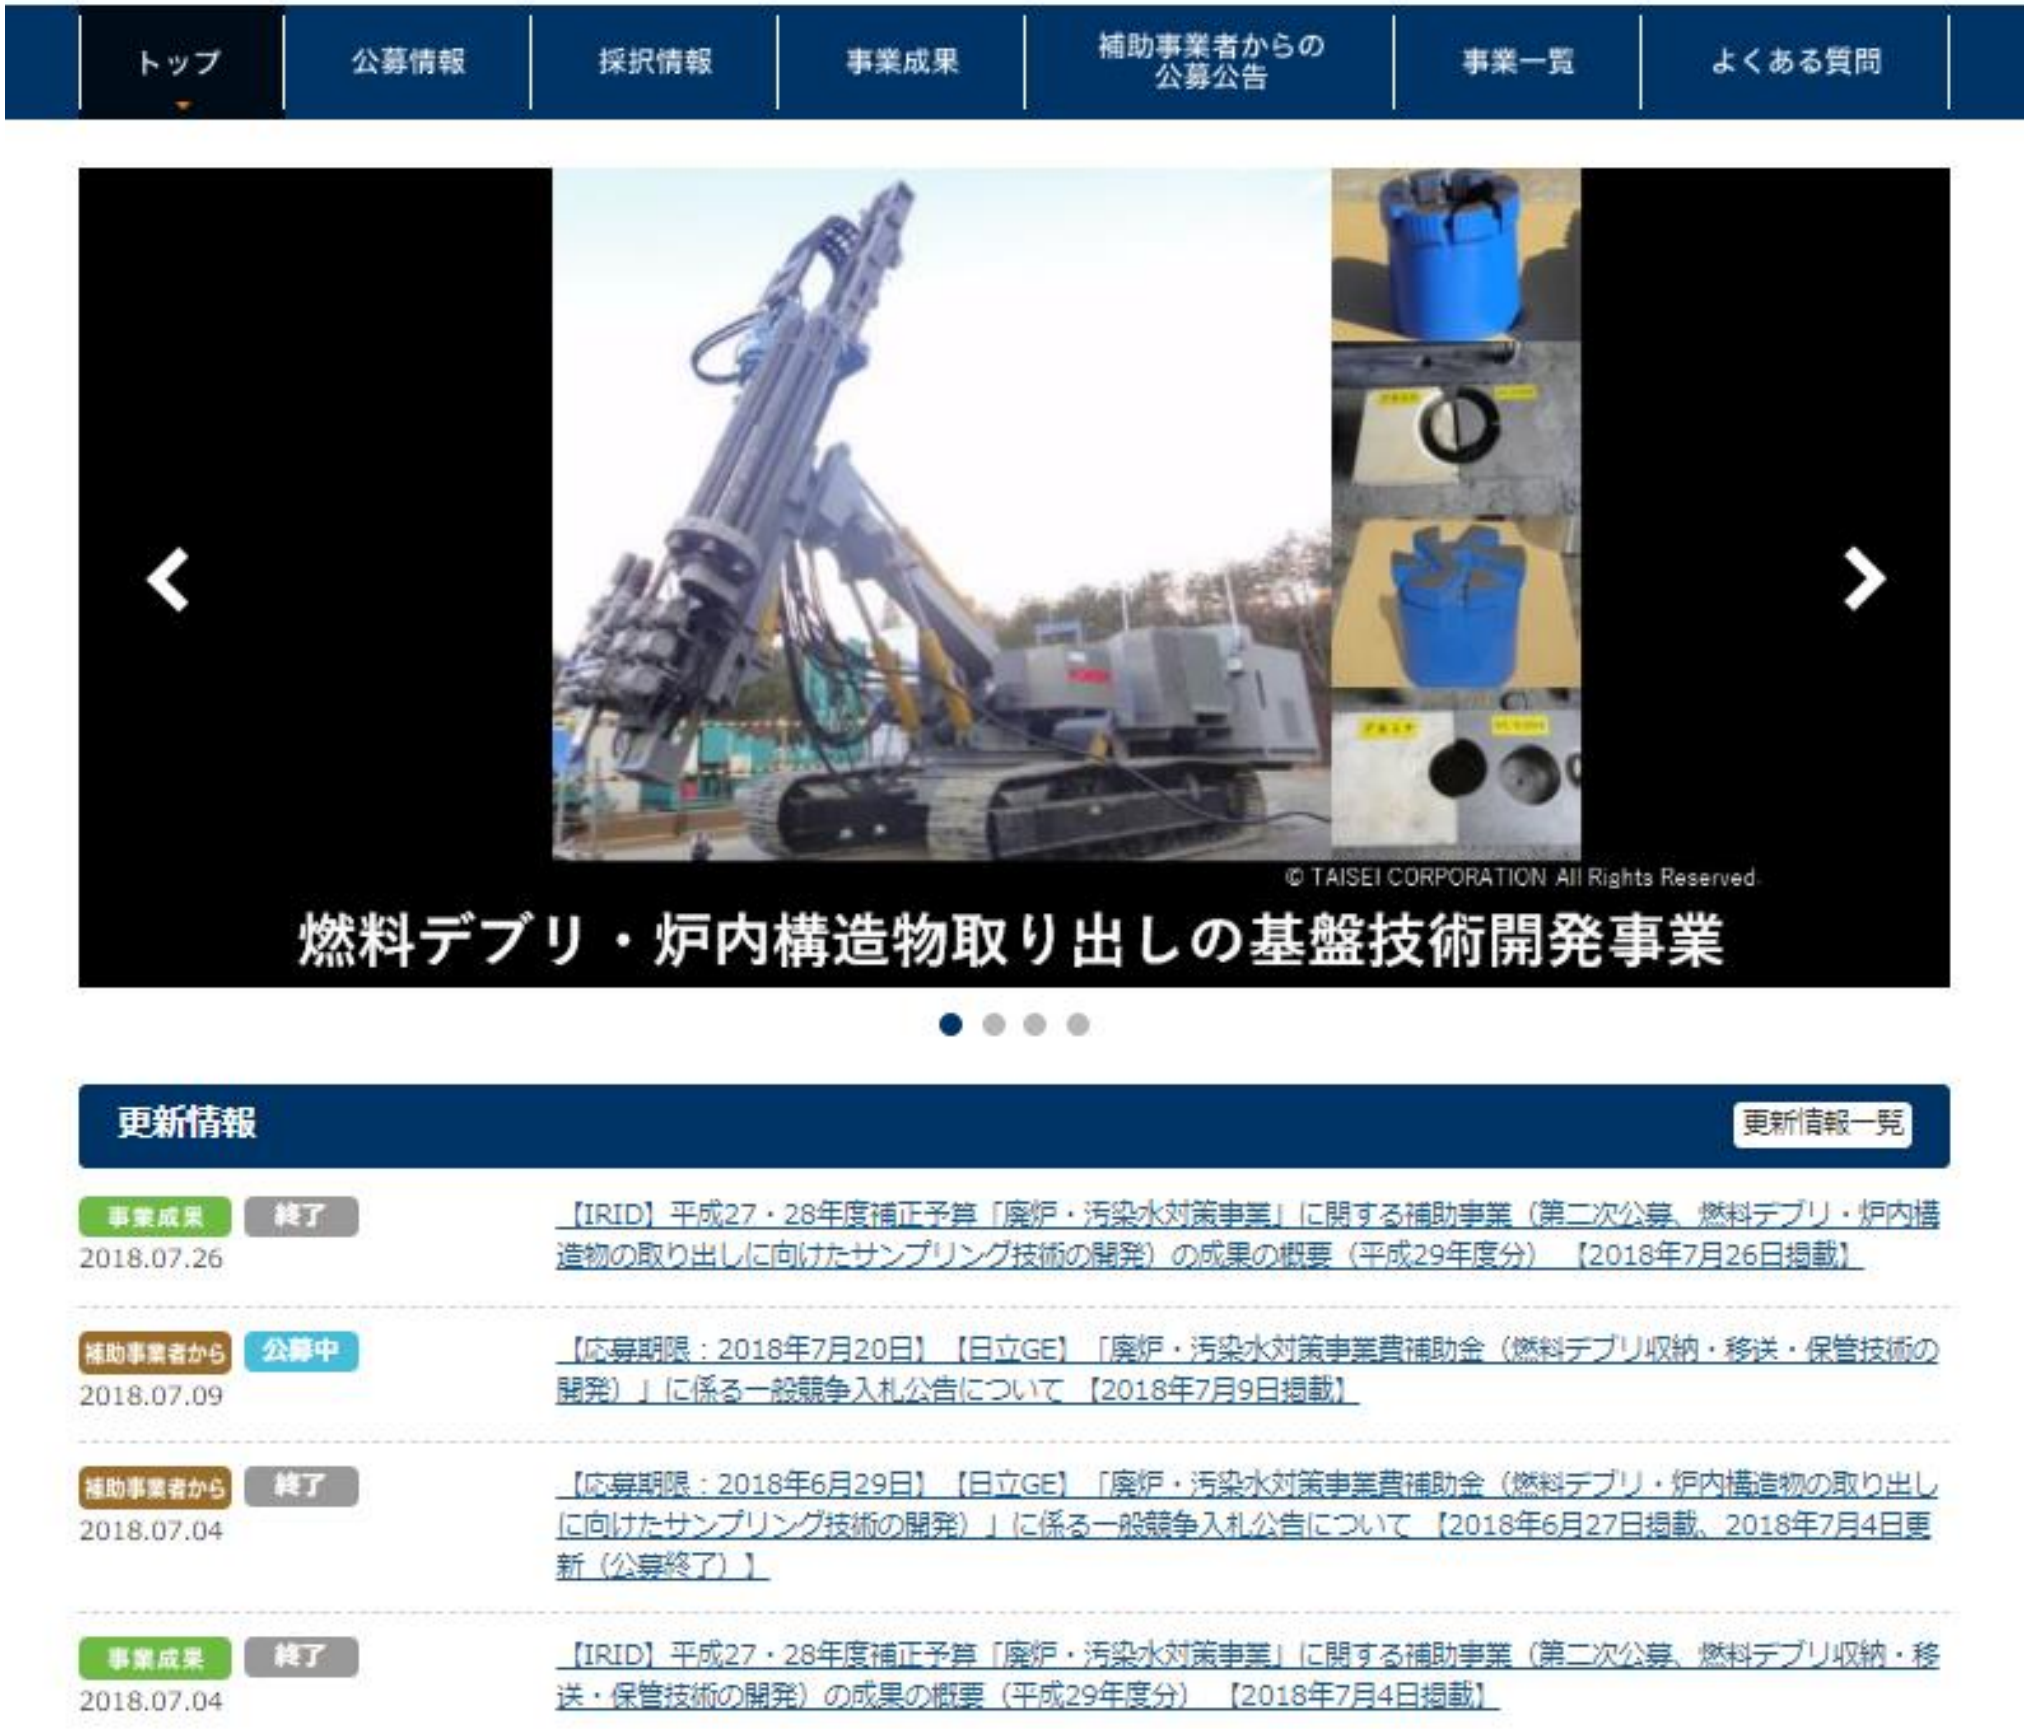 トップ
公募情報
採択情報
事業成果
補助事業者からの
公募公告
事業一覧
よくある質問
© TAISEI CORPORATION All Rights Reserved.
燃料デブリ・炉内構造物取り出しの基盤技術開発事業
更新情報
更新情報一覧
事業成果 終了
2018.07.26
【IRID】平成27・28年度補正予算「廃炉・汚染水対策事業」に関する補助事業（第二次公募、燃料デブリ・炉内構
造物の取り出しに向けたサンプリング技術の開発）の成果の概要（平成29年度分） 【2018年7月26日掲載】
補助事業者から 公募中
2018.07.09
【応募期限：2018年7月20日】【日立GE】「廃炉・汚染水対策事業費補助金（燃料デブリ収納・移送・保管技術の
開発）」に係る一般競争入札公告について 【2018年7月9日掲載】
補助事業者から 終了
2018.07.04
【応募期限：2018年6月29日】【日立GE】「廃炉・汚染水対策事業費補助金（燃料デブリ・炉内構造物の取り出し
に向けたサンプリング技術の開発）」に係る一般競争入札公告について 【2018年6月27日掲載、2018年7月4日更
新（公募終了）】
事業成果 終了
2018.07.04
【IRID】平成27・28年度補正予算「廃炉・汚染水対策事業」に関する補助事業（第二次公募、燃料デブリ収納・移
送・保管技術の開発）の成果の概要（平成29年度分） 【2018年7月4日掲載】